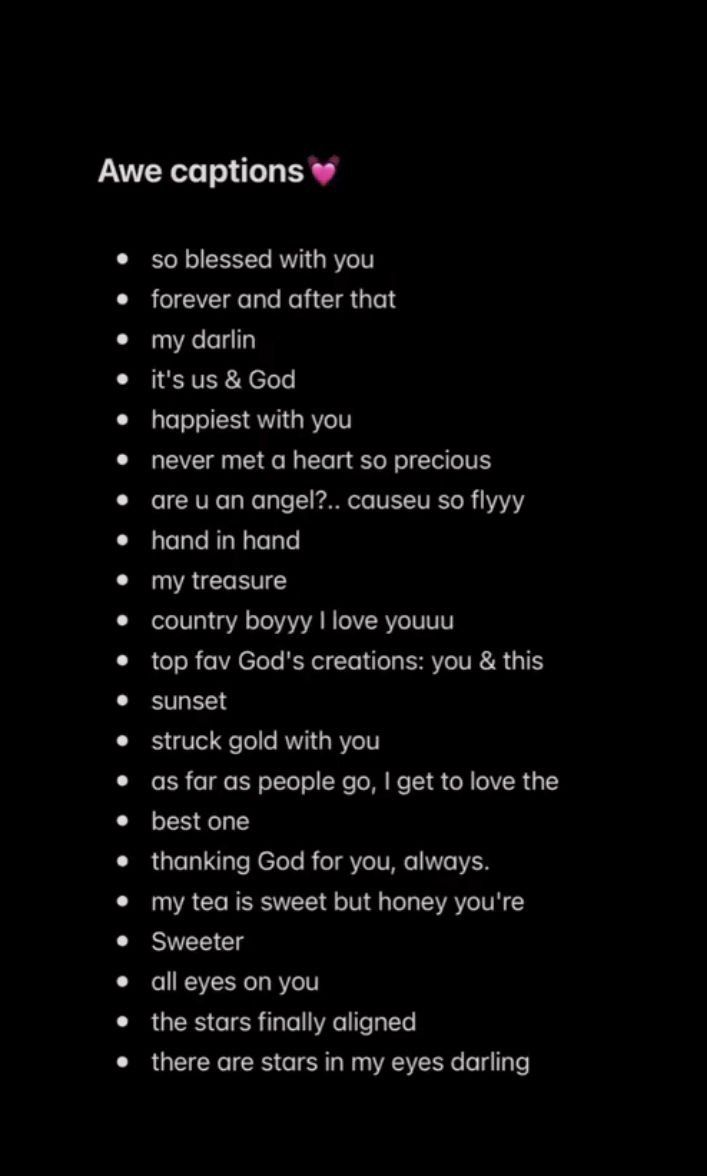 Awe captions💓
• so blessed with you
• forever and after that
• my darlin
• it's us & God
• happiest with you
• never met a heart so precious
• are u an angel?.. causeu so flyyy
• hand in hand
• my treasure
• country boyyy I love youuu
• top fav God's creations: you & this
• sunset
• struck gold with you
• as far as people go, I get to love the
• best one
• thanking God for you, always.
• my tea is sweet but honey you're
• Sweeter
• all eyes on you
• the stars finally aligned
• there are stars in my eyes darling